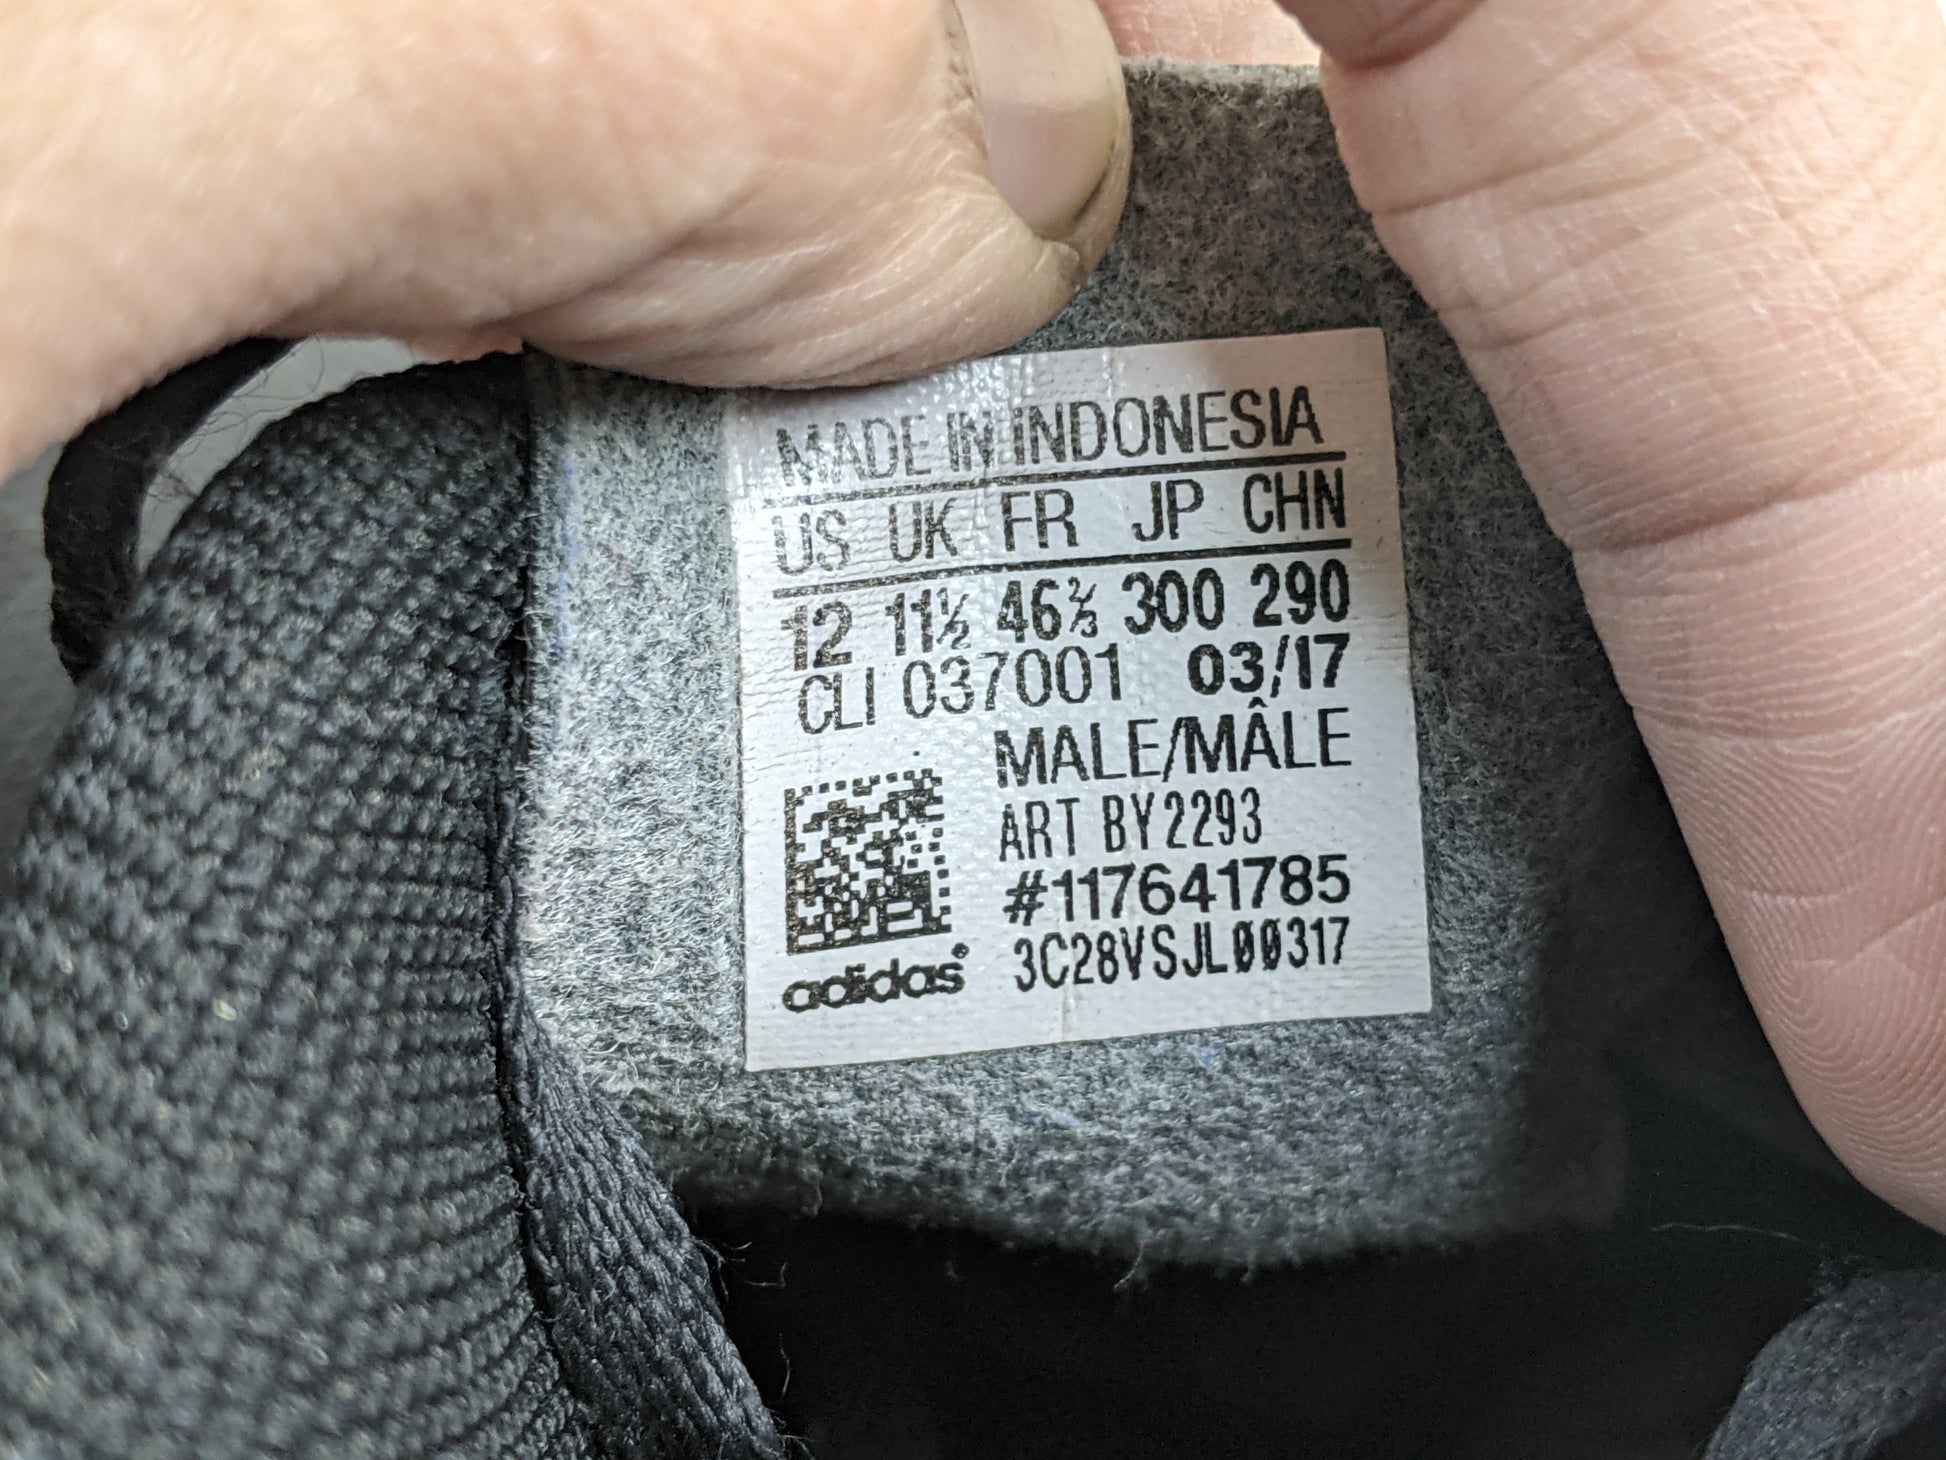 MADE IN INDONESIA
US UK FR JP CHN
12 11½ 46⅔ 300 290
CLI 037001 03/17
MALE/MÂLE
ART BY2293
#117641785
adidas® 3C28VSJL00317